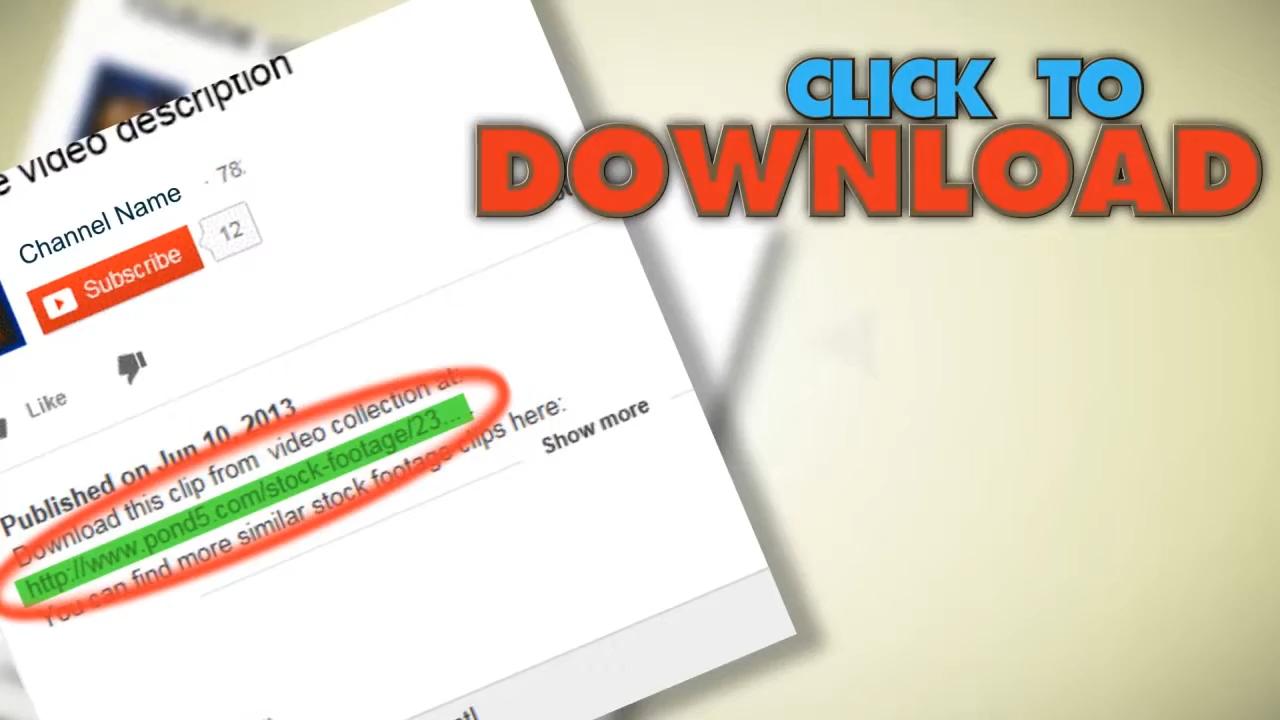 CLICK TO
DOWNLOAD
video description
Channel Name · 78
Subscribe 12
Like
Published on Jun 10, 2013
Download this clip from video collection at:
http://www.pond5.com/stock-footage/23...
You can find more similar stock footage clips here:
Show more